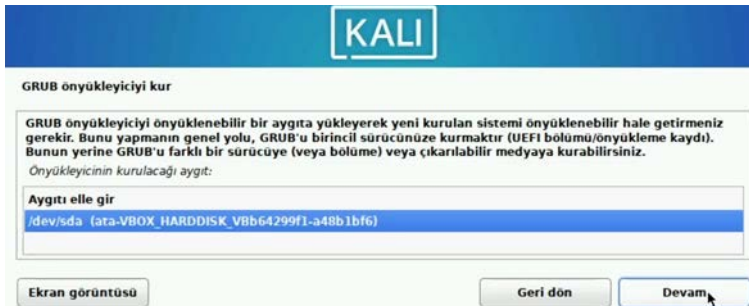 KALI
GRUB önyükleyiciyi kur
GRUB önyükleyiciyi önyüklenebilir bir aygıta yükleyerek yeni kurulan sistemi önyüklenebilir hale getirmeniz
gerekir. Bunu yapmanın genel yolu, GRUB'u birincil sürücünüze kurmaktır (UEFI bölümü/önyükleme kaydı).
Bunun yerine GRUB'u farklı bir sürücüye (veya bölüme) veya çıkarılabilir medyaya kurabilirsiniz.
Önyükleyicinin kurulacağı aygıt:
Aygıtı elle gir
/dev/sda (ata-VBOX_HARDDISK_VBb64299f1-a48b1bf6)
Ekran görüntüsü Geri dön Devam